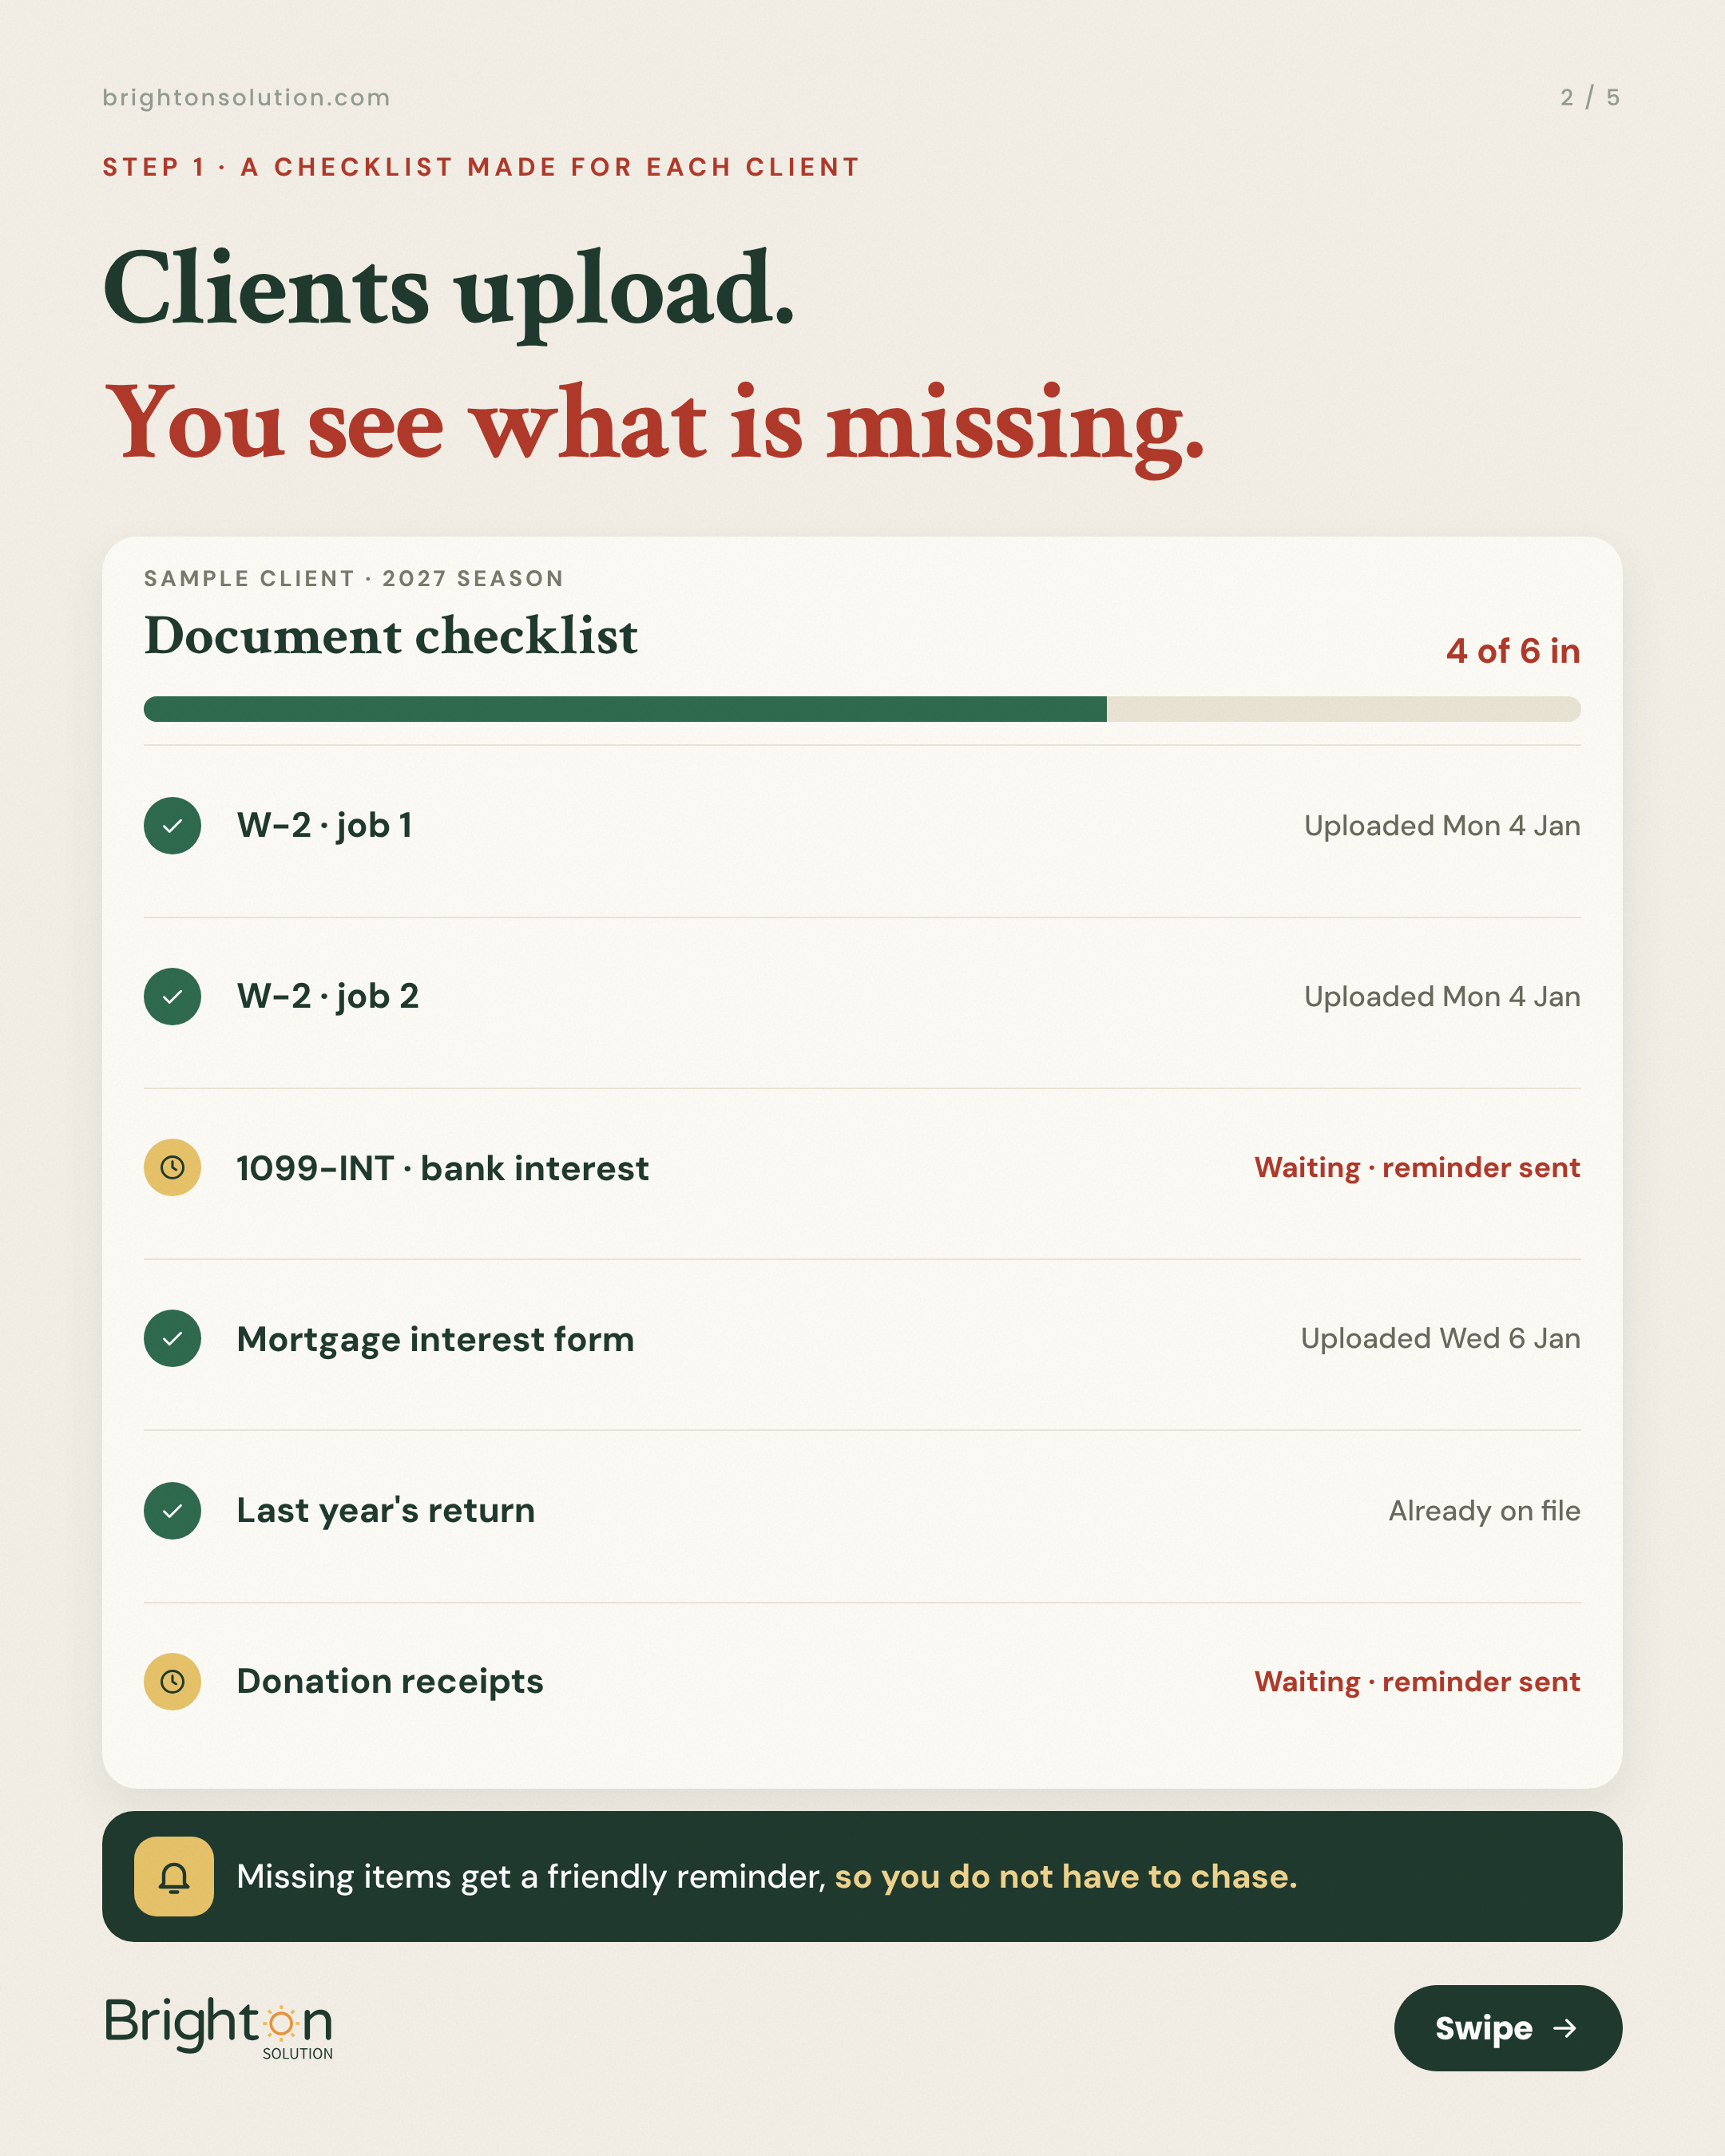 brightonsolution.com
2 / 5
STEP 1 · A CHECKLIST MADE FOR EACH CLIENT
Clients upload.
You see what is missing.
SAMPLE CLIENT · 2027 SEASON
Document checklist
4 of 6 in
W-2 · job 1
Uploaded Mon 4 Jan
W-2 · job 2
Uploaded Mon 4 Jan
1099-INT · bank interest
Waiting · reminder sent
Mortgage interest form
Uploaded Wed 6 Jan
Last year's return
Already on file
Donation receipts
Waiting · reminder sent
Missing items get a friendly reminder, so you do not have to chase.
Brighton
SOLUTION
Swipe →